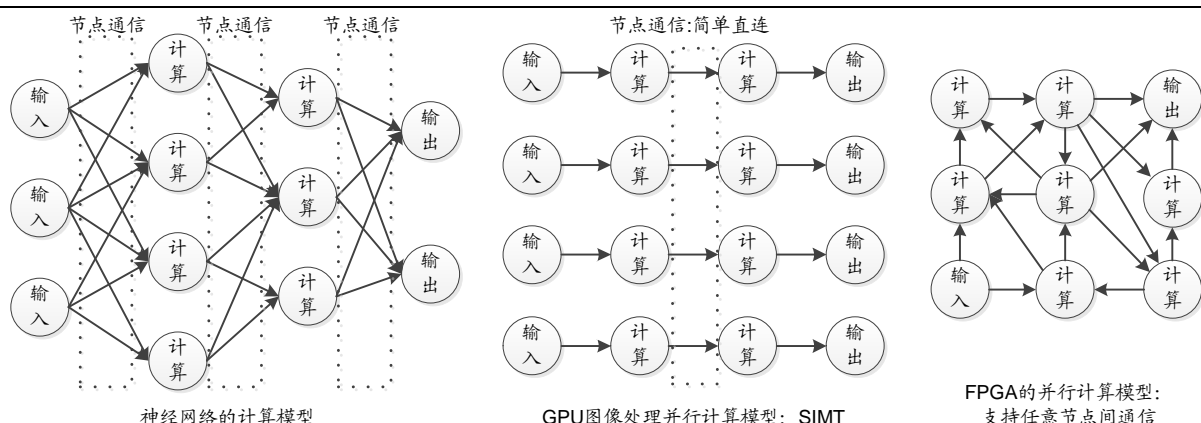 节点通信
节点通信
节点通信
输
入
输
入
输
入
计
算
计
算
计
算
计
算
计
算
计
算
计
算
输
出
输
出
神经网络的计算模型
节点通信:简单直连
输
入
计
算
计
算
输
出
输
入
计
算
计
算
输
出
输
入
计
算
计
算
输
出
输
入
计
算
计
算
输
出
GPU图像处理并行计算模型：SIMT
计
算
计
算
输
出
计
算
计
算
计
算
输
入
计
算
计
算
FPGA的并行计算模型：
支持任意节点间通信